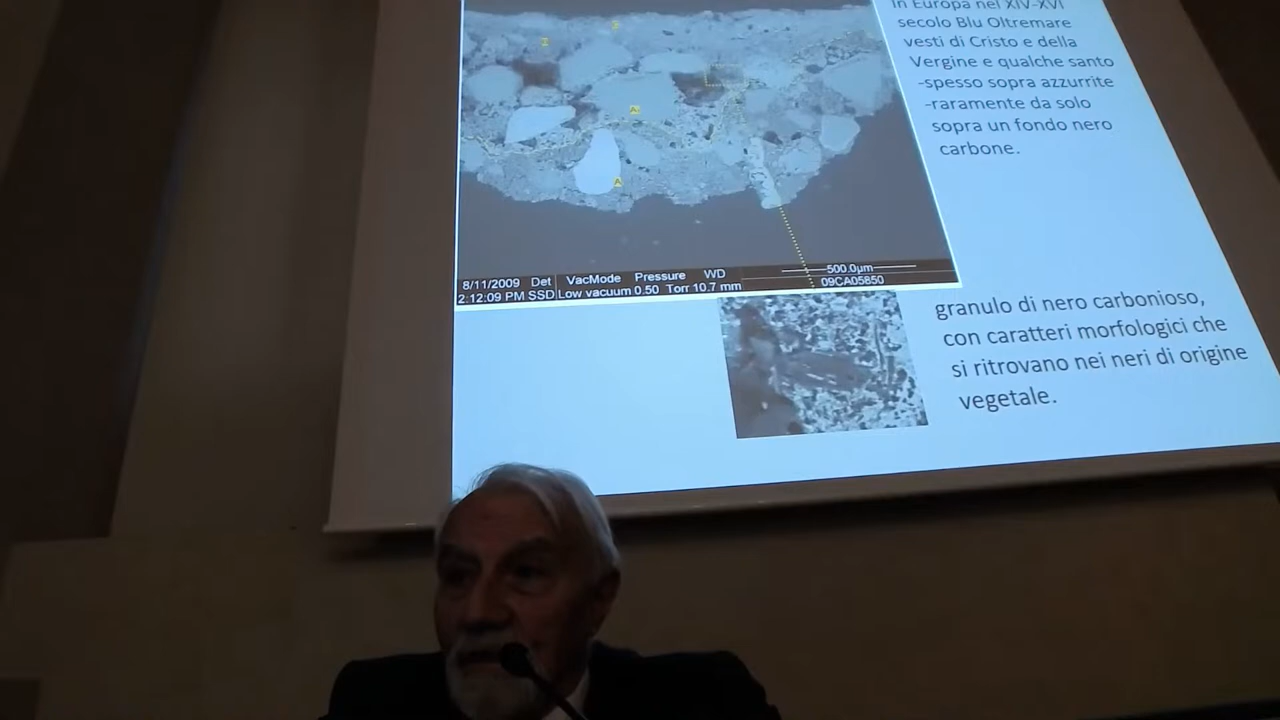 In Europa nel XIV-XVI
secolo Blu Oltremare
vesti di Cristo e della
Vergine e qualche santo
-spesso sopra azzurrite
-raramente da solo
sopra un fondo nero
carbone.
8/11/2009 Det VacMode Pressure WD 500.0µm
2:12:09 PM SSD Low vacuum 0.50 Torr 10.7 mm 09CA05850
granulo di nero carbonioso,
con caratteri morfologici che
si ritrovano nei neri di origine
vegetale.